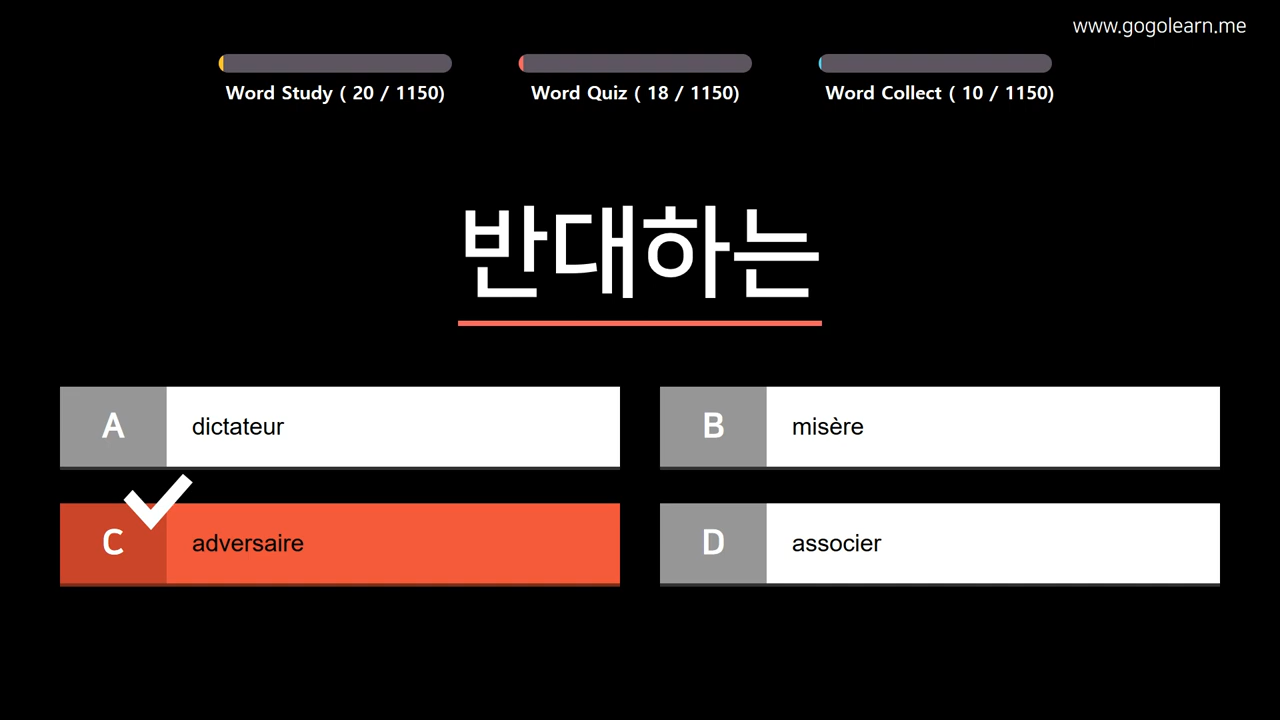 www.gogolearn.me
Word Study ( 20 / 1150)
Word Quiz ( 18 / 1150)
Word Collect ( 10 / 1150)
반대하는
A dictateur
B misère
C adversaire
D associer